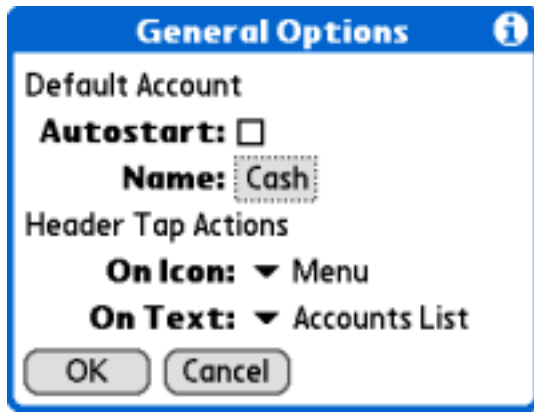 General Options
Default Account
Autostart:
Name: Cash
Header Tap Actions
On Icon: Menu
On Text: Accounts List
OK Cancel